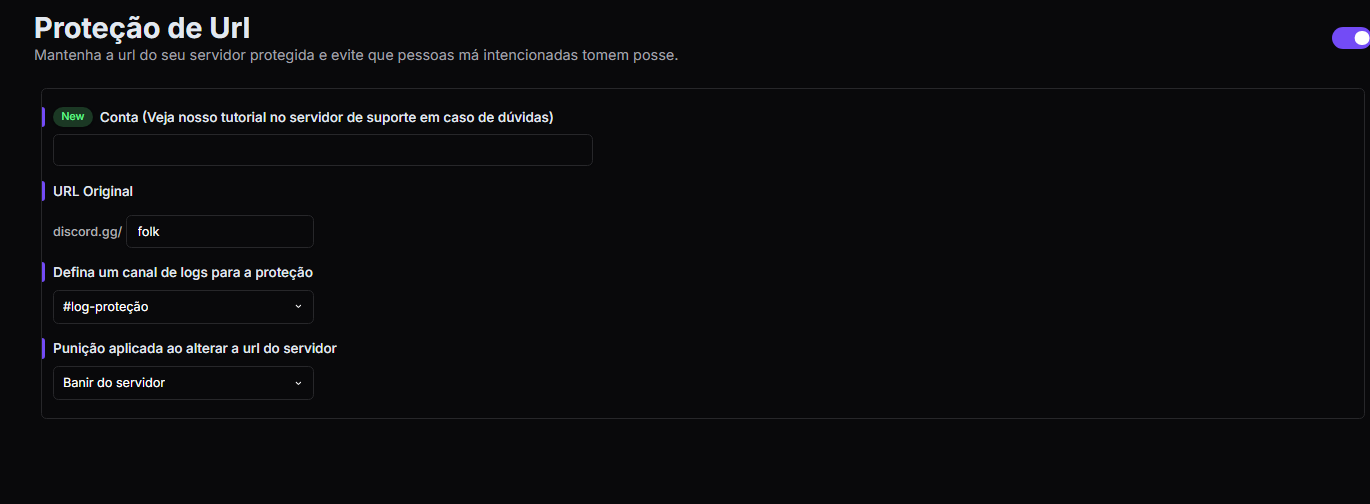 Proteção de Url
Mantenha a url do seu servidor protegida e evite que pessoas má intencionadas tomem posse.
New Conta (Veja nosso tutorial no servidor de suporte em caso de dúvidas)
URL Original
discord.gg/ folk
Defina um canal de logs para a proteção
#log-proteção
Punição aplicada ao alterar a url do servidor
Banir do servidor